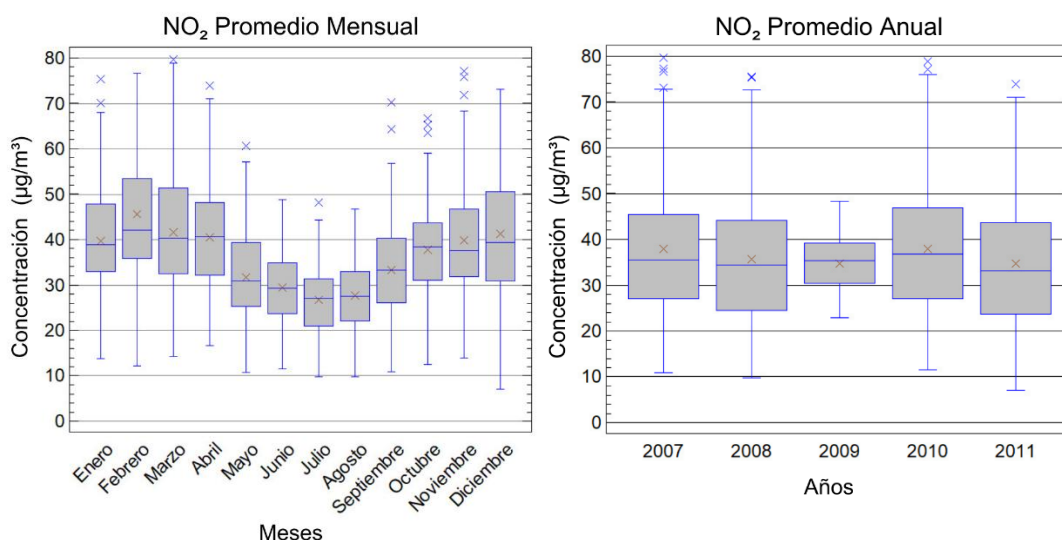 NO₂ Promedio Mensual
Concentración (µg/m³)
80
70
60
50
40
30
20
10
0
Enero
Febrero
Marzo
Abril
Mayo
Junio
Julio
Agosto
Septiembre
Octubre
Noviembre
Diciembre
Meses
NO₂ Promedio Anual
Concentración (µg/m³)
80
70
60
50
40
30
20
10
0
2007
2008
2009
2010
2011
Años